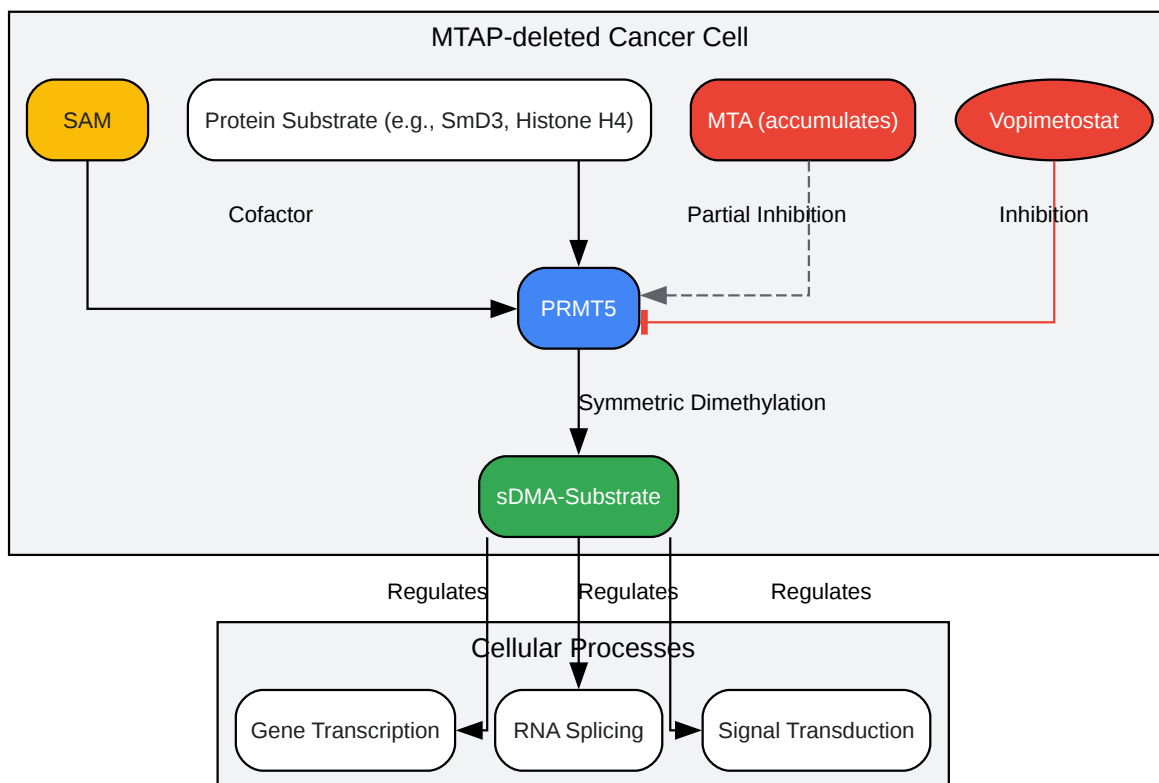 MTAP-deleted Cancer Cell
SAM
Protein Substrate (e.g., SmD3, Histone H4)
MTA (accumulates)
Vopimetostat
Cofactor
Partial Inhibition
Inhibition
PRMT5
Symmetric Dimethylation
sDMA-Substrate
Regulates
Regulates
Regulates
Cellular Processes
Gene Transcription
RNA Splicing
Signal Transduction